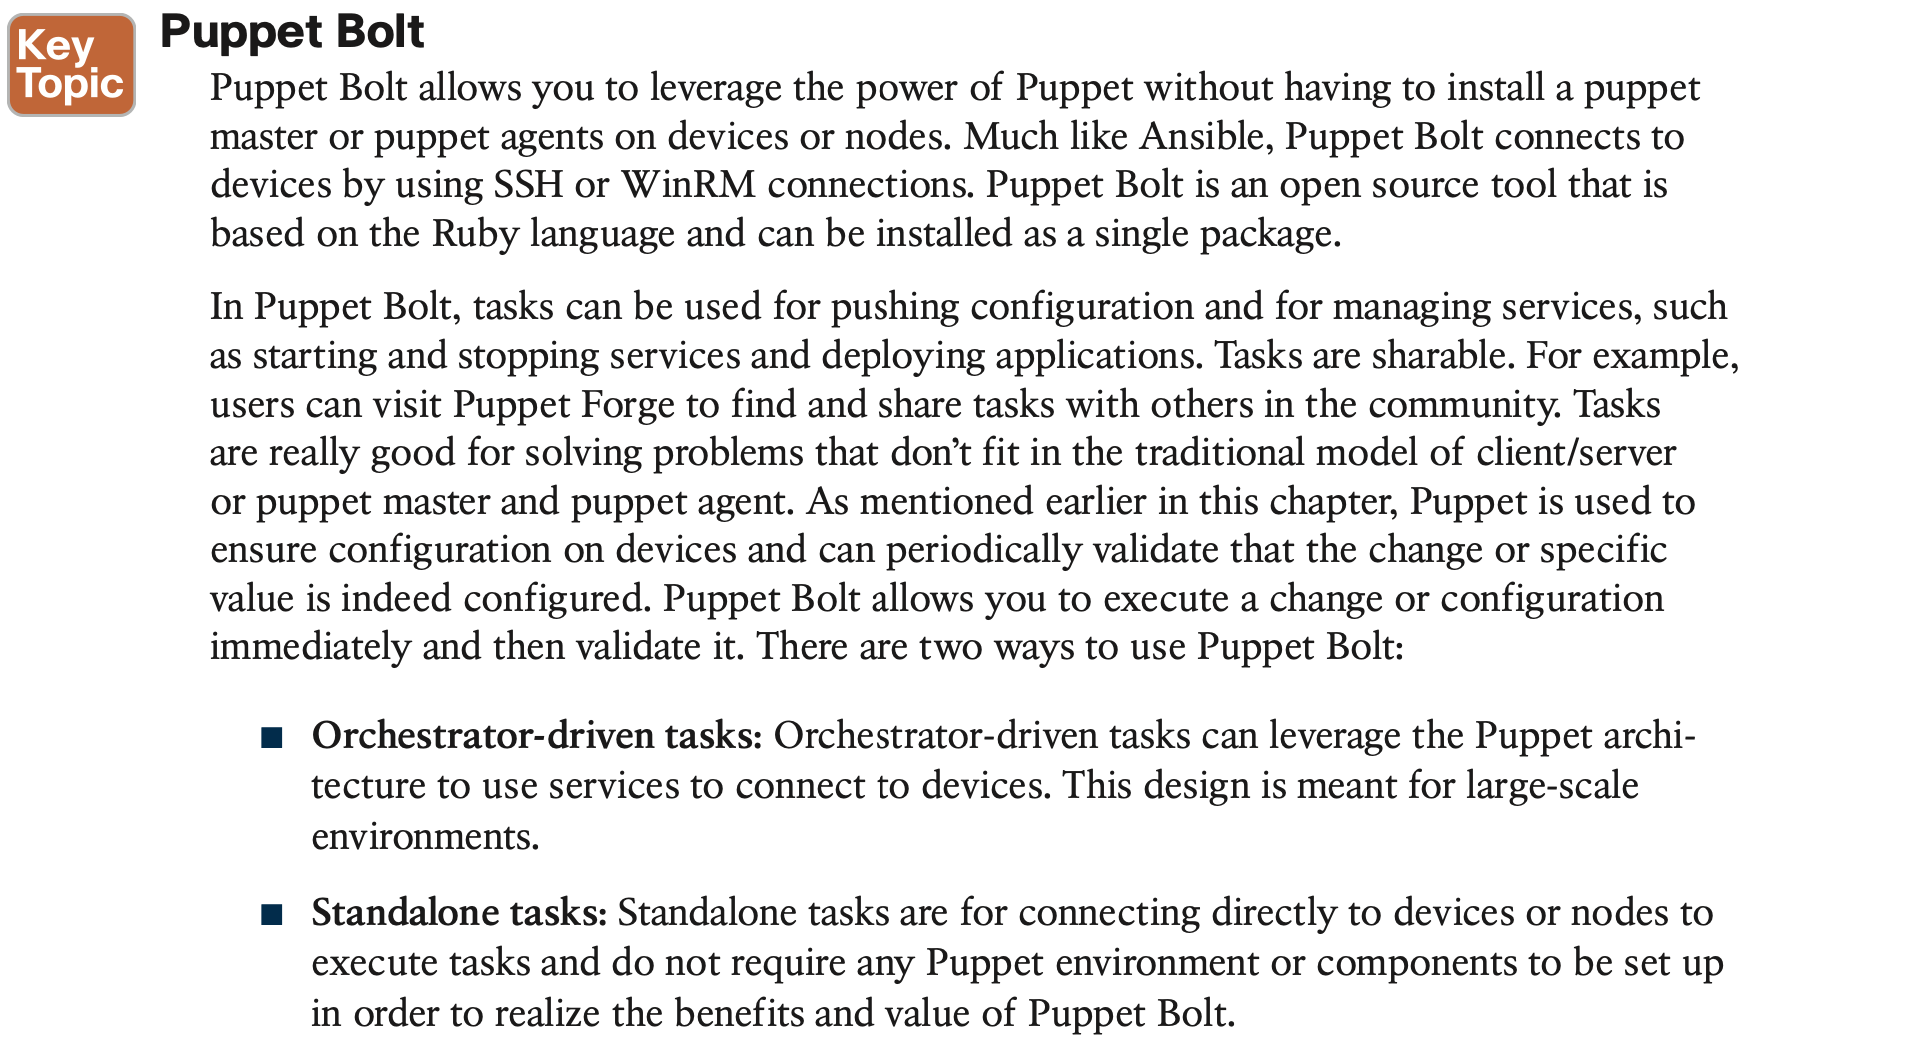 Key
Topic
Puppet Bolt
Puppet Bolt allows you to leverage the power of Puppet without having to install a puppet
master or puppet agents on devices or nodes. Much like Ansible, Puppet Bolt connects to
devices by using SSH or WinRM connections. Puppet Bolt is an open source tool that is
based on the Ruby language and can be installed as a single package.
In Puppet Bolt, tasks can be used for pushing configuration and for managing services, such
as starting and stopping services and deploying applications. Tasks are sharable. For example,
users can visit Puppet Forge to find and share tasks with others in the community. Tasks
are really good for solving problems that don’t fit in the traditional model of client/server
or puppet master and puppet agent. As mentioned earlier in this chapter, Puppet is used to
ensure configuration on devices and can periodically validate that the change or specific
value is indeed configured. Puppet Bolt allows you to execute a change or configuration
immediately and then validate it. There are two ways to use Puppet Bolt:
■ Orchestrator-driven tasks: Orchestrator-driven tasks can leverage the Puppet archi-
tecture to use services to connect to devices. This design is meant for large-scale
environments.
■ Standalone tasks: Standalone tasks are for connecting directly to devices or nodes to
execute tasks and do not require any Puppet environment or components to be set up
in order to realize the benefits and value of Puppet Bolt.